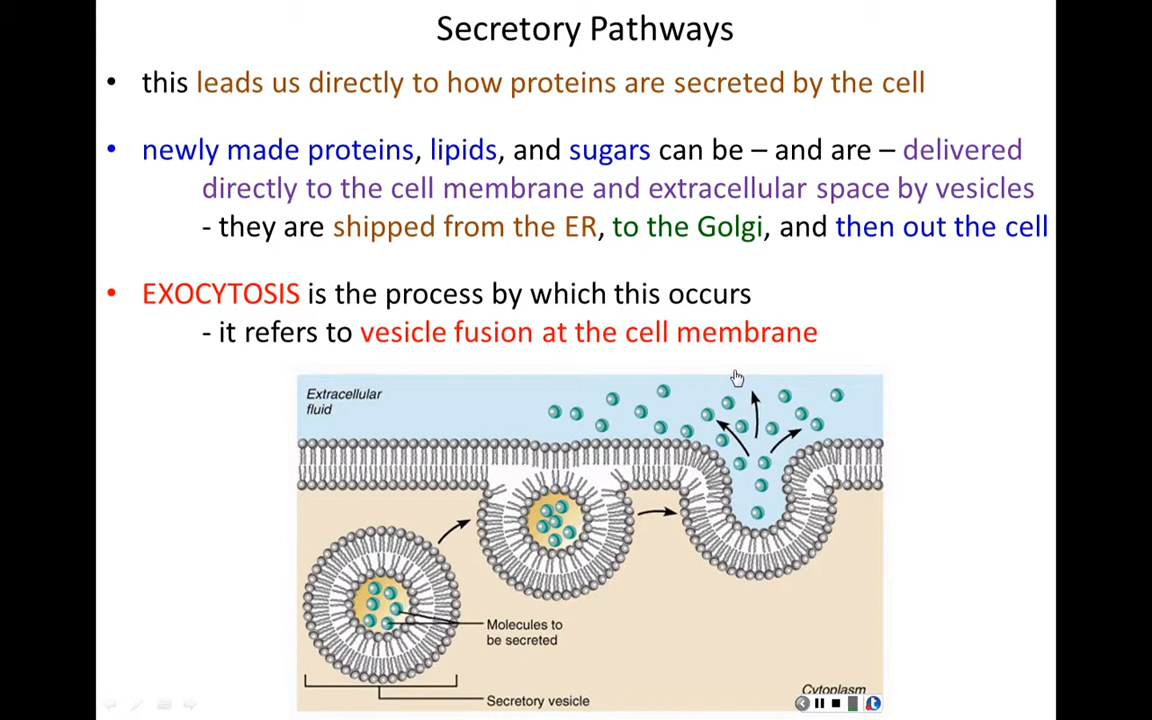 Secretory Pathways
• this leads us directly to how proteins are secreted by the cell
• newly made proteins, lipids, and sugars can be – and are – delivered
directly to the cell membrane and extracellular space by vesicles
- they are shipped from the ER, to the Golgi, and then out the cell
• EXOCYTOSIS is the process by which this occurs
- it refers to vesicle fusion at the cell membrane
Extracellular
fluid
Molecules to
be secreted
Secretory vesicle
Cytoplasm